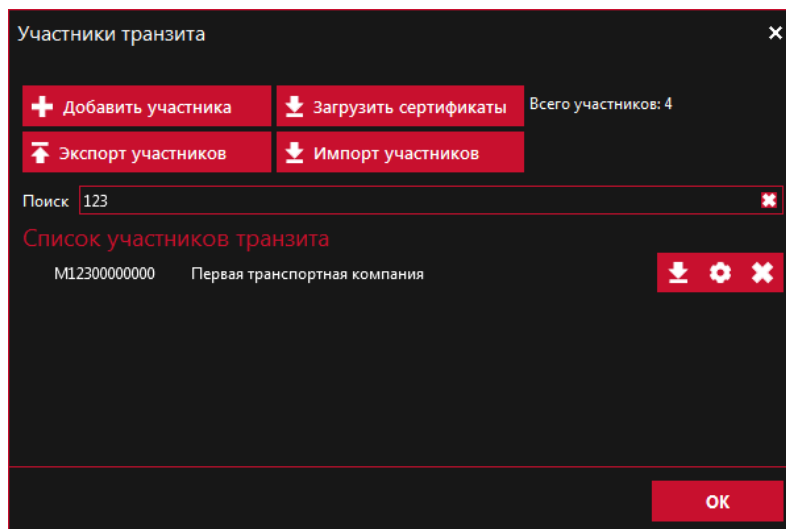 Участники транзита
Добавить участника
Загрузить сертификаты
Всего участников: 4
Экспорт участников
Импорт участников
Поиск 123
Список участников транзита
M12300000000 Первая транспортная компания
ОК